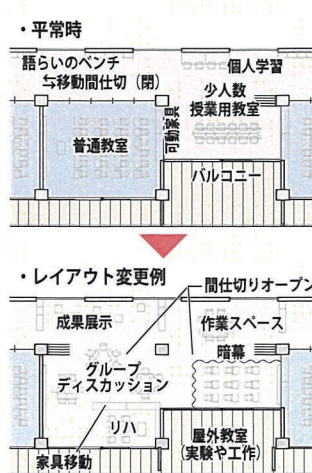 ・平常時
語らいのベンチ
⇆移動間仕切（閉）
個人学習
少人数
授業用教室
可動家具
普通教室
バルコニー
・レイアウト変更例
間仕切りオープン
成果展示
作業スペース
暗幕
グループ
ディスカッション
リハ
屋外教室
（実験や工作）
家具移動